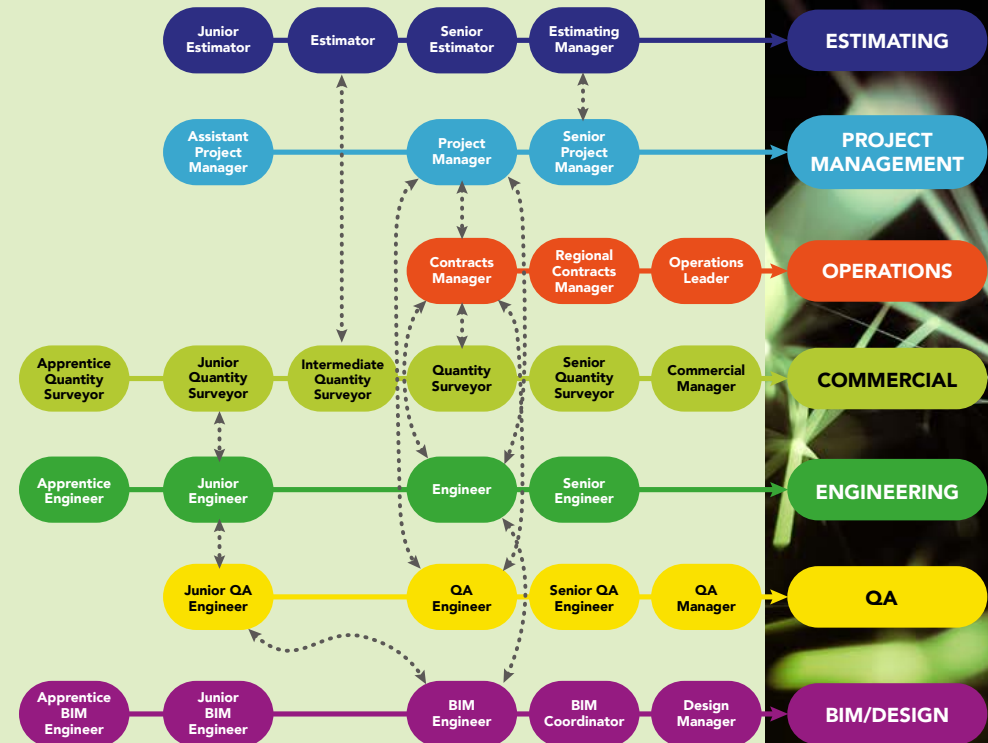 Junior
Estimator
Estimator
Senior
Estimator
Estimating
Manager
ESTIMATING
Assistant
Project
Manager
Project
Manager
Senior
Project
Manager
PROJECT
MANAGEMENT
Contracts
Manager
Regional
Contracts
Manager
Operations
Leader
OPERATIONS
Apprentice
Quantity
Surveyor
Junior
Quantity
Surveyor
Intermediate
Quantity
Surveyor
Quantity
Surveyor
Senior
Quantity
Surveyor
Commercial
Manager
COMMERCIAL
Apprentice
Engineer
Junior
Engineer
Engineer
Senior
Engineer
ENGINEERING
Junior QA
Engineer
QA
Engineer
Senior QA
Engineer
QA
Manager
QA
Apprentice
BIM
Engineer
Junior
BIM
Engineer
BIM
Engineer
BIM
Coordinator
Design
Manager
BIM/DESIGN